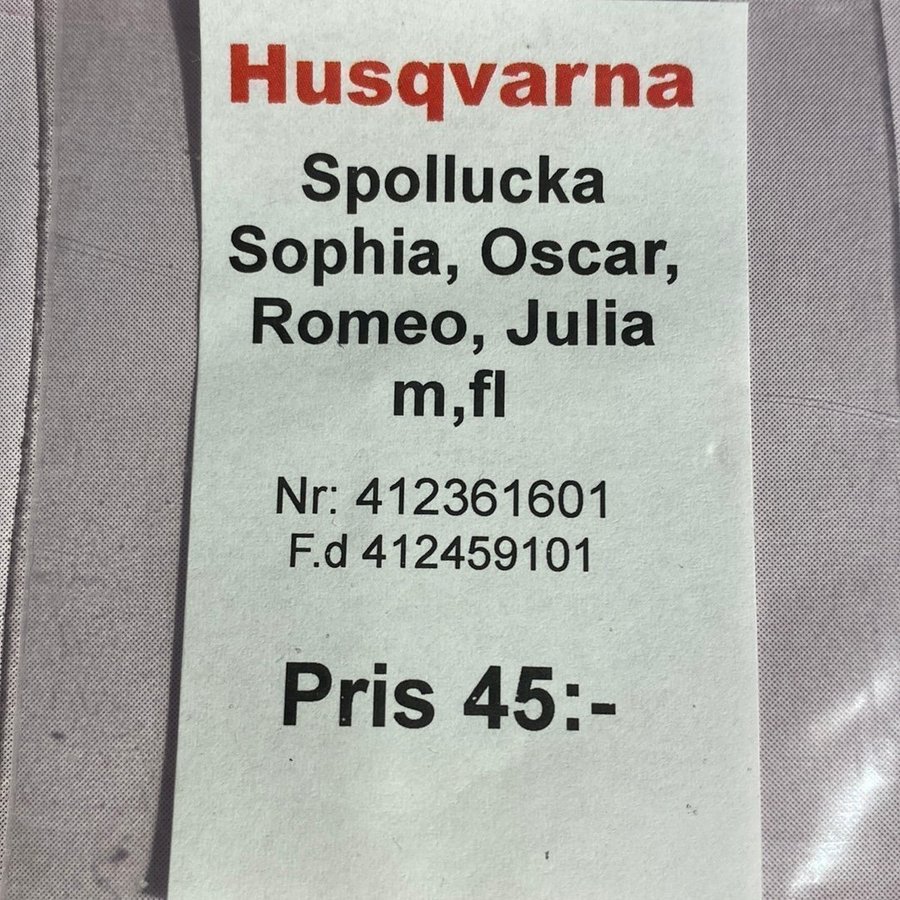 Husqvarna
Spollucka
Sophia, Oscar,
Romeo, Julia
m,fl
Nr: 412361601
F.d 412459101
Pris 45:-